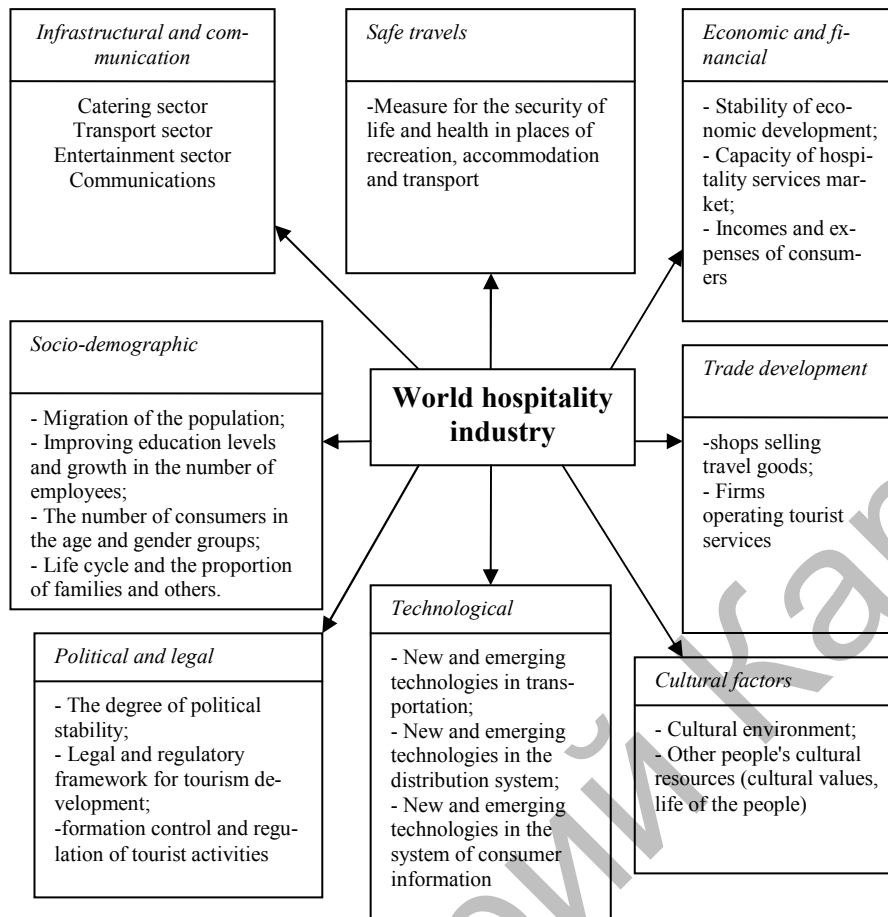 Infrastructural and com-
munication
Catering sector
Transport sector
Entertainment sector
Communications
Safe travels
-Measure for the security of
life and health in places of
recreation, accommodation
and transport
Economic and fi-
nancial
- Stability of eco-
nomic development;
- Capacity of hospi-
tality services mar-
ket;
- Incomes and ex-
penses of consum-
ers
Socio-demographic
- Migration of the population;
- Improving education levels
and growth in the number of
employees;
- The number of consumers in
the age and gender groups;
- Life cycle and the proportion
of families and others.
World hospitality
industry
Trade development
-shops selling
travel goods;
- Firms
operating tourist
services
Political and legal
- The degree of political
stability;
- Legal and regulatory
framework for tourism de-
velopment;
-formation control and regu-
lation of tourist activities
Technological
- New and emerging
technologies in trans-
portation;
- New and emerging
technologies in the
distribution system;
- New and emerging
technologies in the
system of consumer
information
Cultural factors
- Cultural environment;
- Other people's cultural
resources (cultural values,
life of the people)